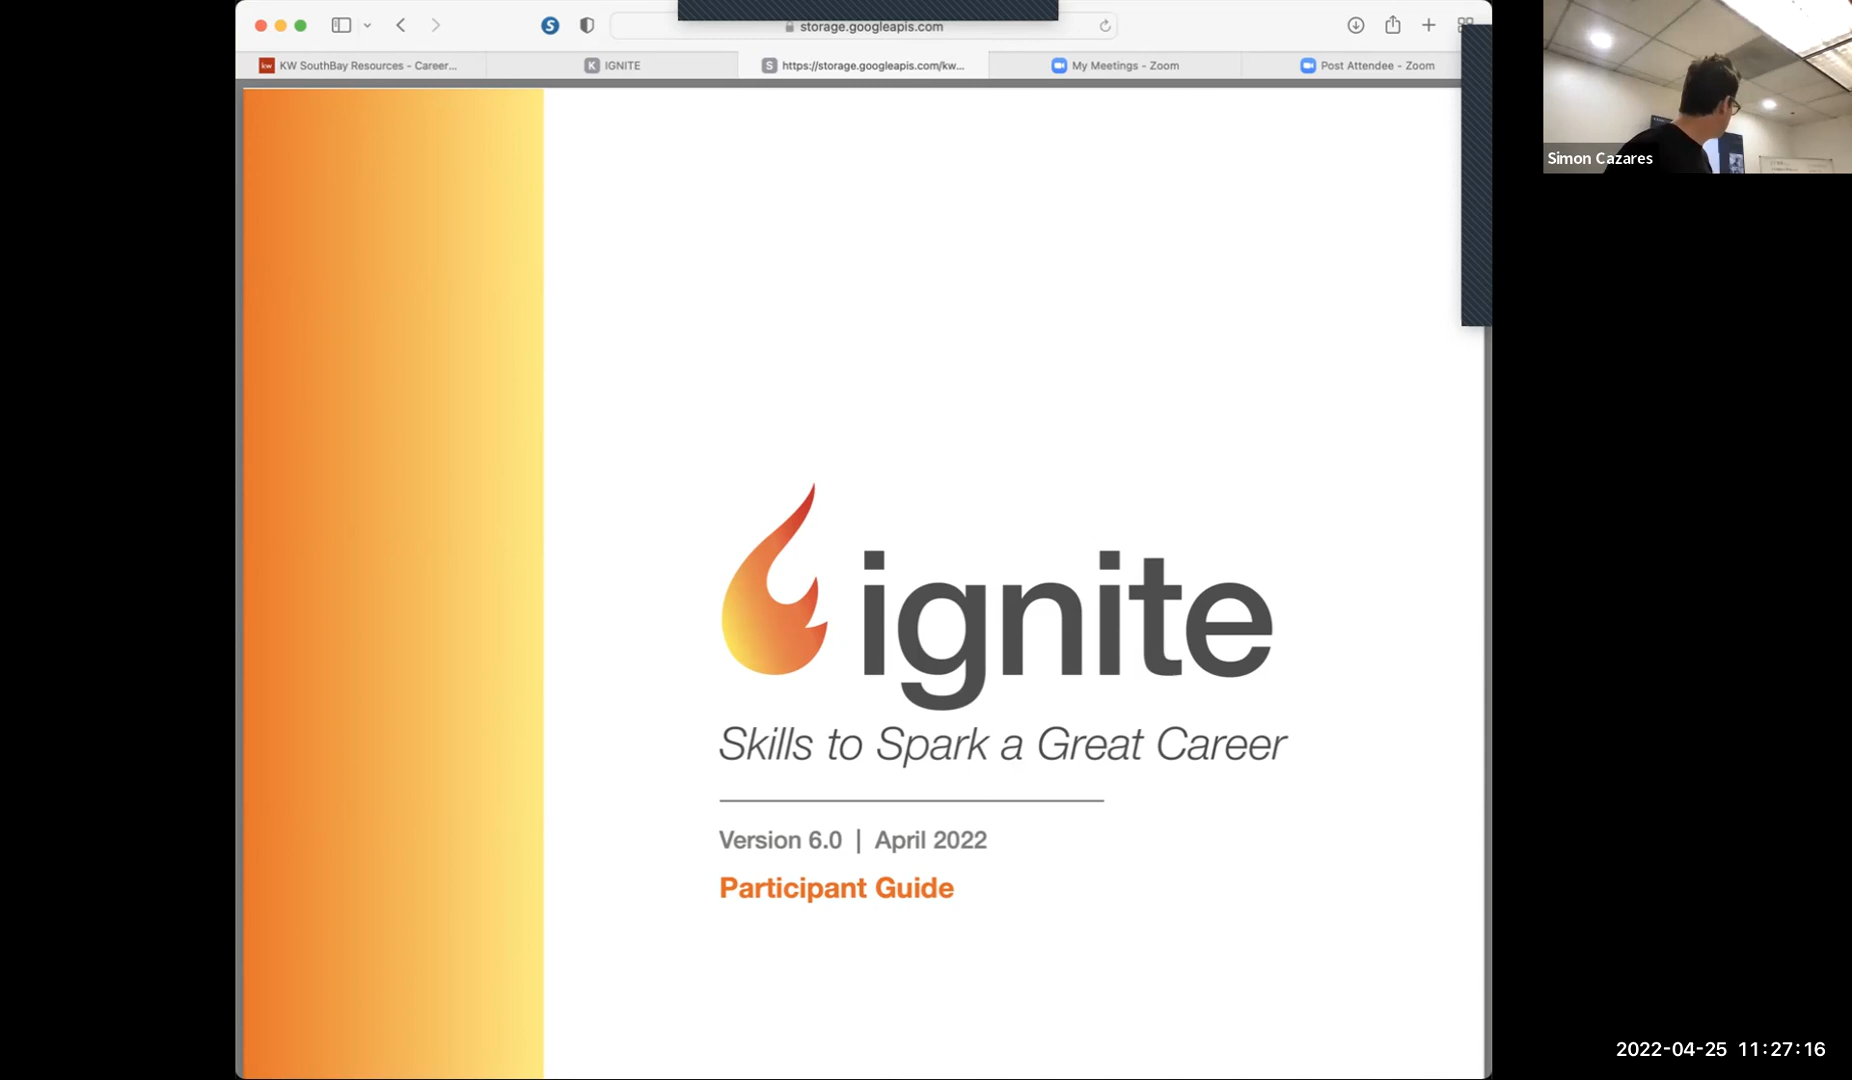 storage.googleapis.com
kw KW SouthBay Resources - Career...
K IGNITE
S https://storage.googleapis.com/kw...
My Meetings - Zoom
Post Attendee - Zoom
Simon Cazares
ignite
Skills to Spark a Great Career
Version 6.0 | April 2022
Participant Guide
2022-04-25 11:27:16